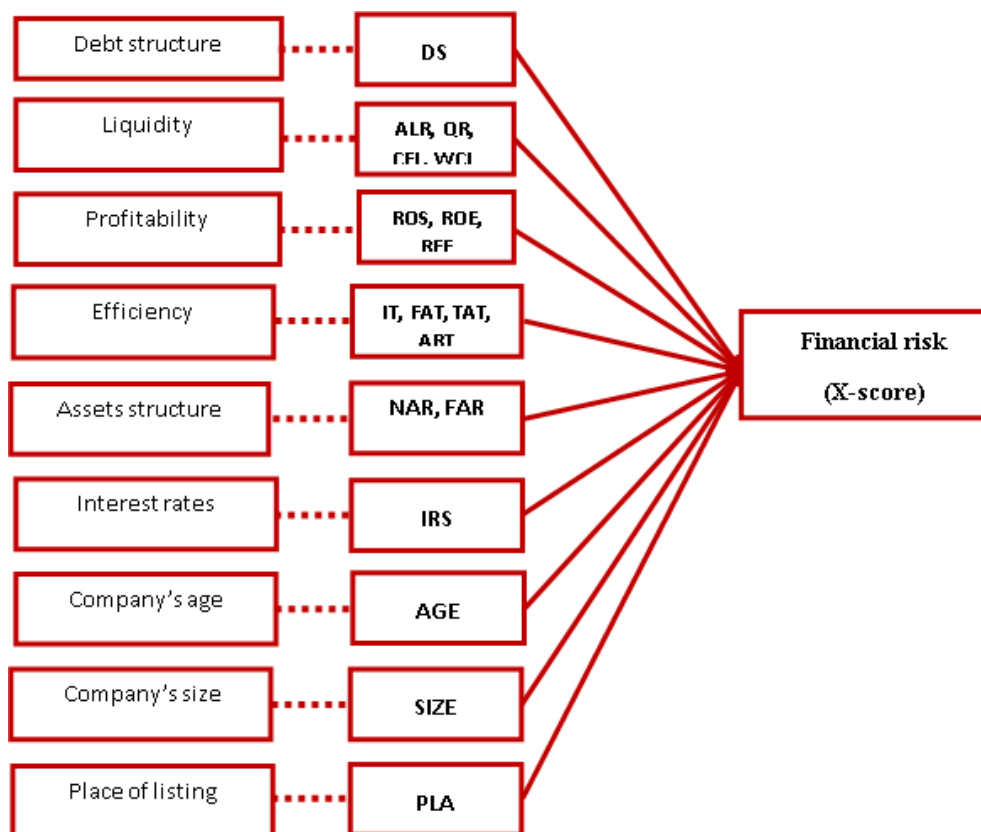 Debt structure
DS
Liquidity
ALR, QR,
Profitability
ROS, ROE,
Efficiency
IT, FAT, TAT,
ART
Assets structure
NAR, FAR
Interest rates
IRS
Company's age
AGE
Company's size
SIZE
Place of listing
PLA
Financial risk
(X-score)